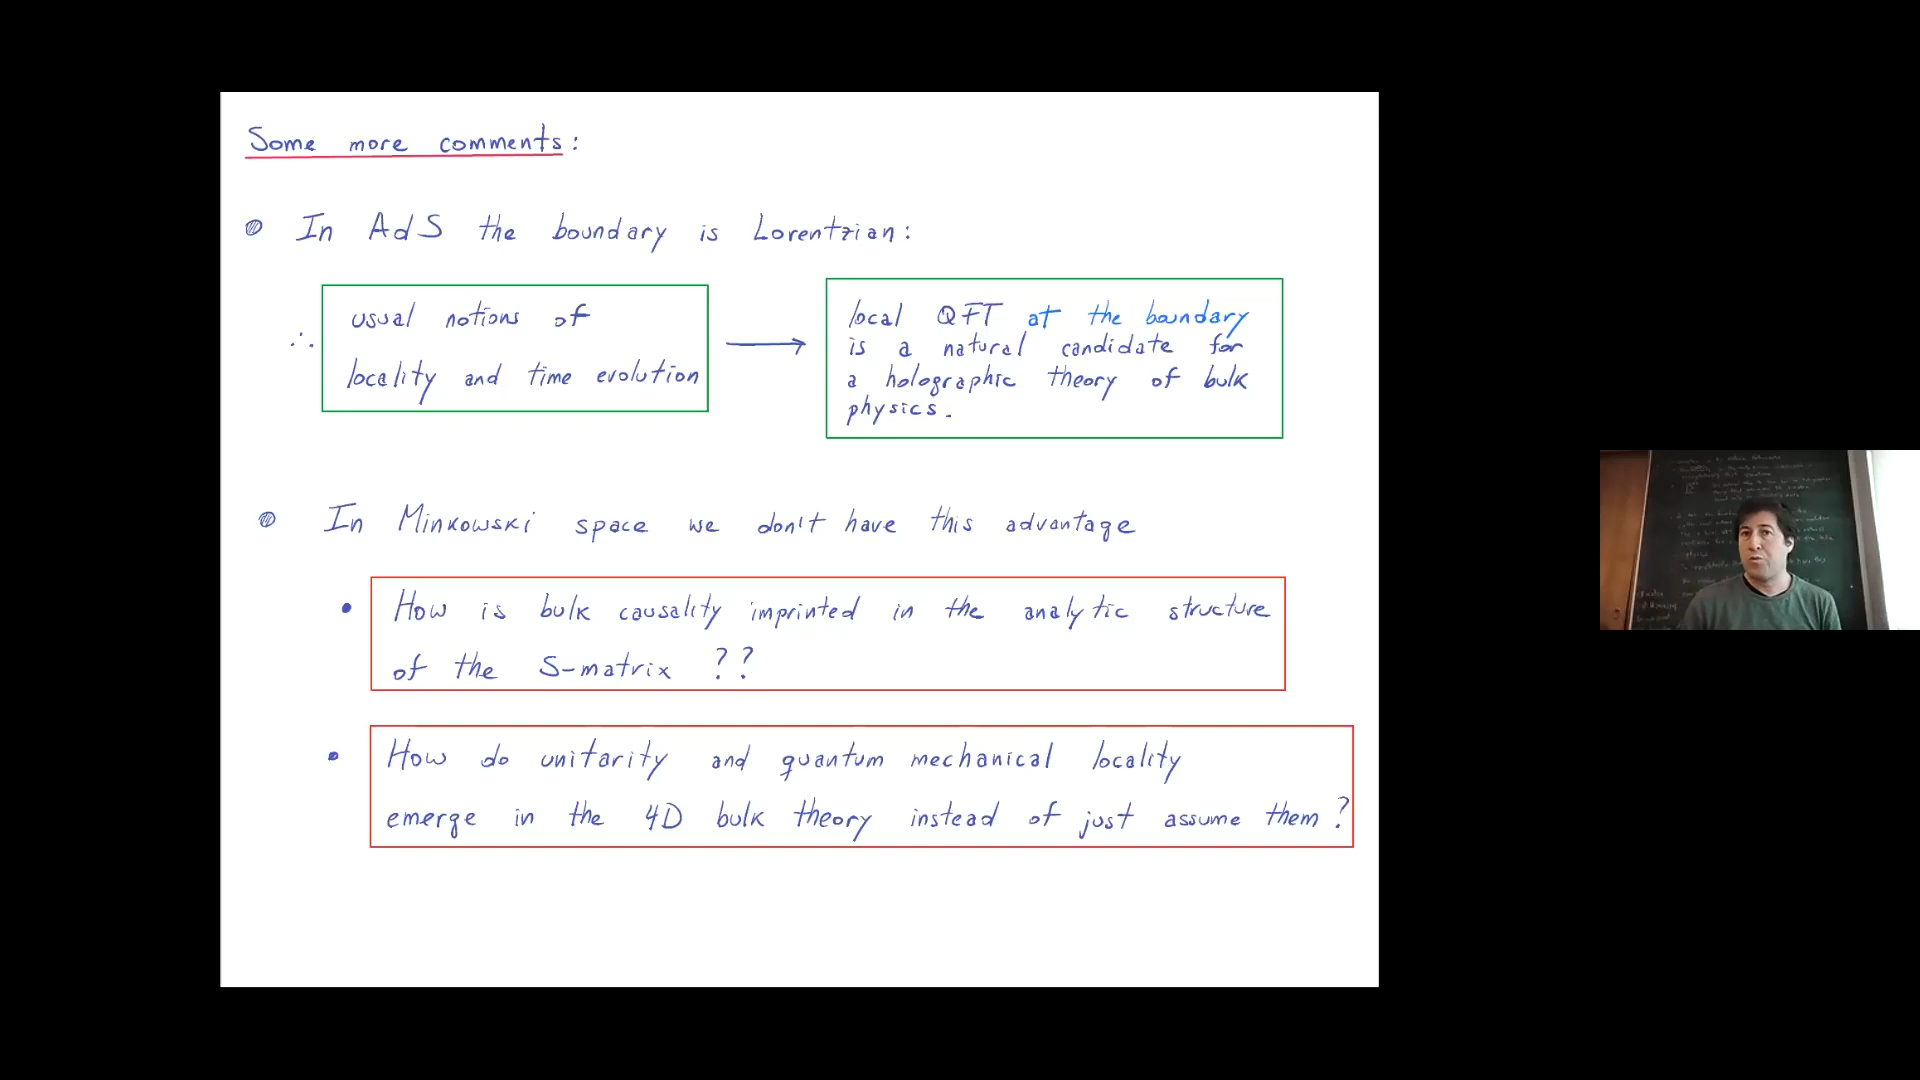 Some more comments:
In AdS the boundary is Lorentzian:
∴ usual notions of
locality and time evolution
local QFT at the boundary
is a natural candidate for
a holographic theory of bulk
physics.
In Minkowski space we don't have this advantage
How is bulk causality imprinted in the analytic structure
of the S-matrix ??
How do unitarity and quantum mechanical locality
emerge in the 4D bulk theory instead of just assume them?